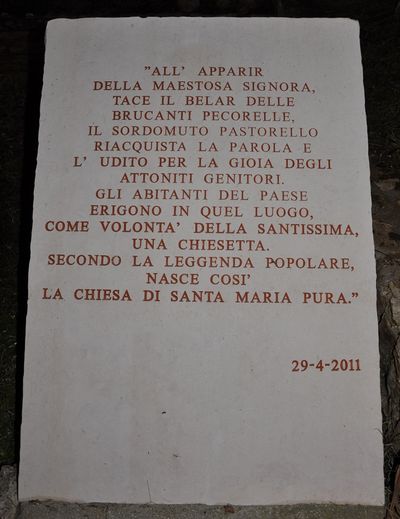 "ALL' APPARIR
DELLA MAESTOSA SIGNORA,
TACE IL BELAR DELLE
BRUCANTI PECORELLE,
IL SORDOMUTO PASTORELLO
RIACQUISTA LA PAROLA E
L' UDITO PER LA GIOIA DEGLI
ATTONITI GENITORI.
GLI ABITANTI DEL PAESE
ERIGONO IN QUEL LUOGO,
COME VOLONTA' DELLA SANTISSIMA,
UNA CHIESETTA.
SECONDO LA LEGGENDA POPOLARE,
NASCE COSI'
LA CHIESA DI SANTA MARIA PURA."
29-4-2011